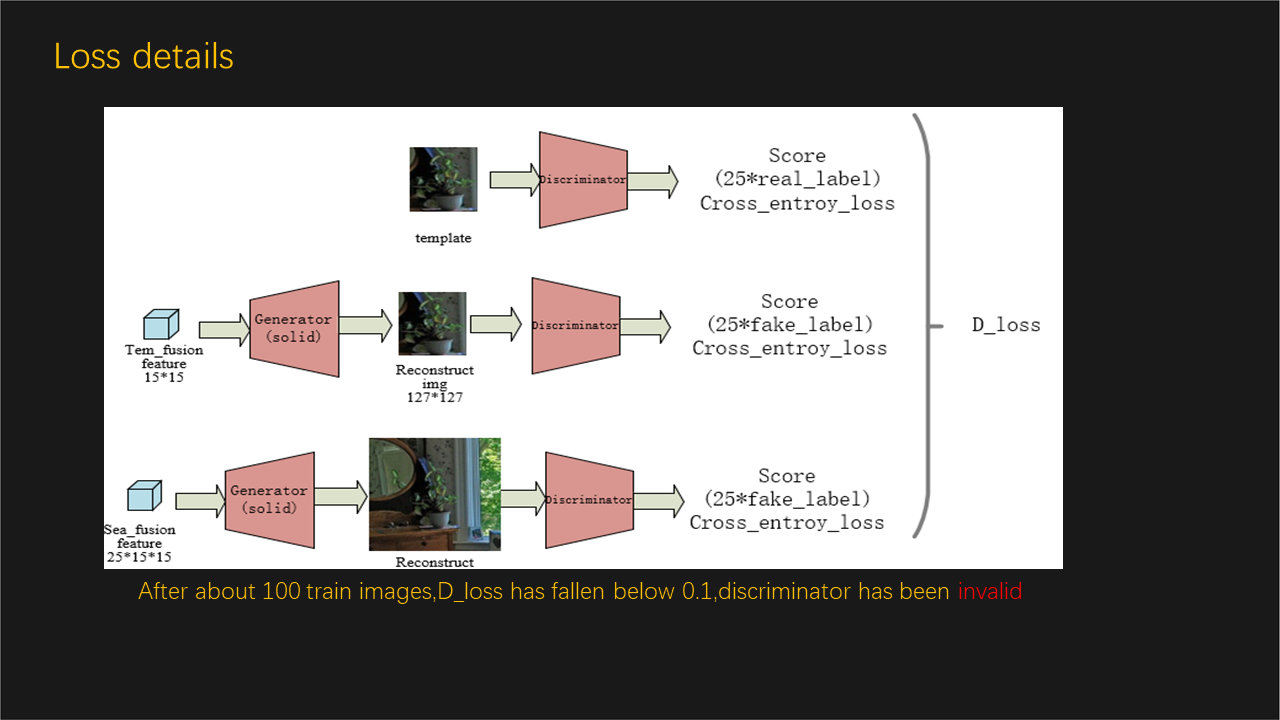 Loss details
template
Discriminator
Score
(25*real_label)
Cross_entroy_loss
Tem_fusion
feature
15*15
Generator
(solid)
Reconstruct
img
127*127
Discriminator
Score
(25*fake_label)
Cross_entroy_loss
D_loss
Sea_fusion
feature
25*15*15
Generator
(solid)
Reconstruct
Discriminator
Score
(25*fake_label)
Cross_entroy_loss
After about 100 train images,D_loss has fallen below 0.1,discriminator has been invalid